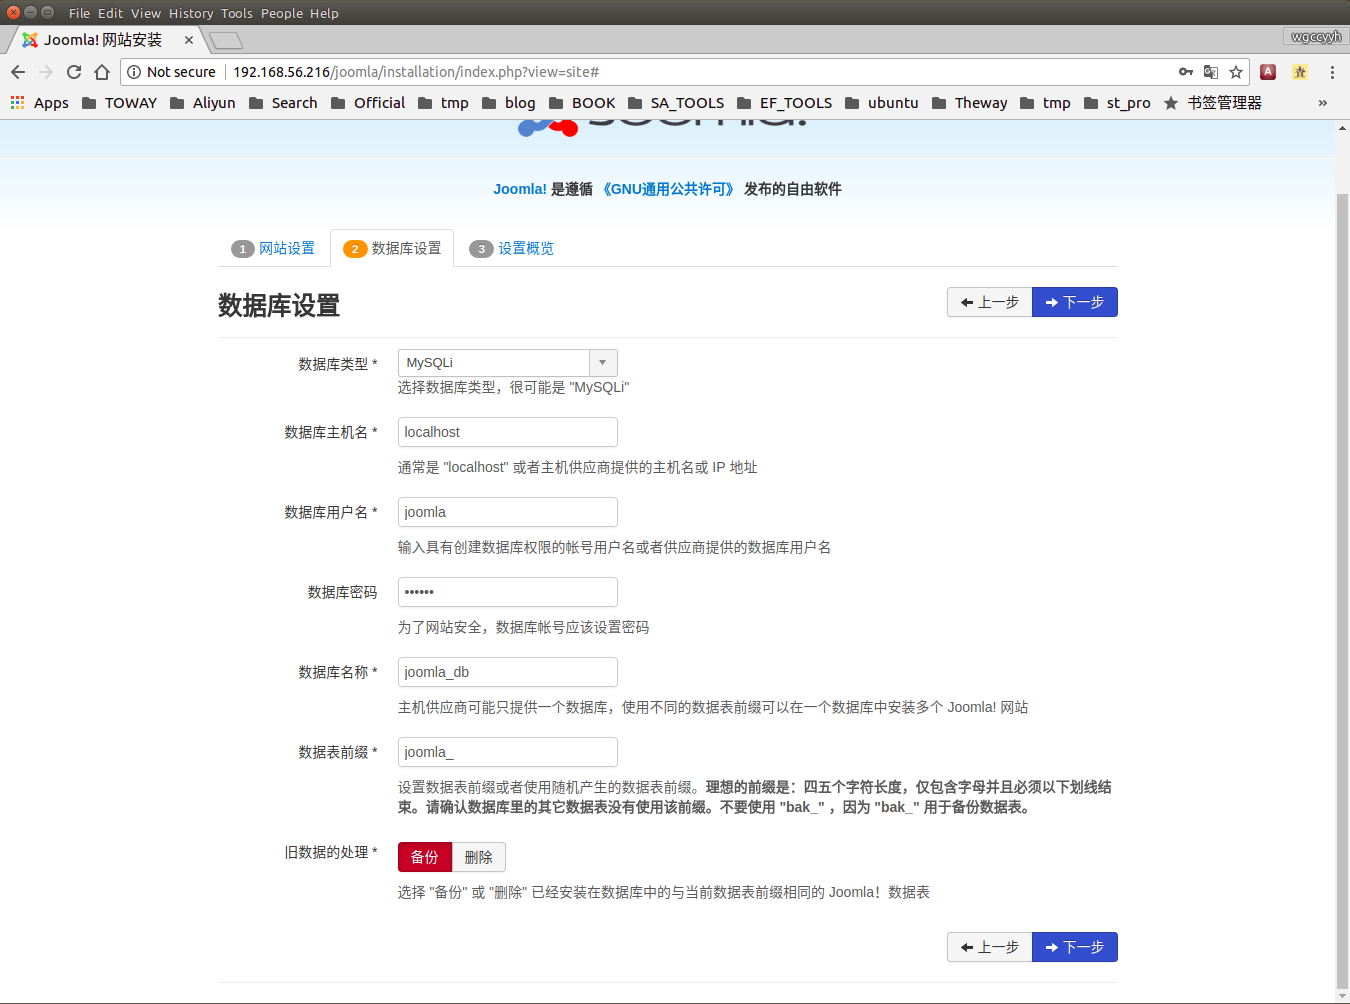 File Edit View History Tools People Help
Joomla! 网站安装
wgccyyh
Not secure 192.168.56.216/joomla/installation/index.php?view=site#
Apps TOWAY Aliyun Search Official tmp blog BOOK SA_TOOLS EF_TOOLS ubuntu Theway tmp st_pro 书签管理器 »
Joomla!
Joomla! 是遵循 《GNU通用公共许可》 发布的自由软件
1 网站设置 2 数据库设置 3 设置概览
数据库设置
上一步 下一步
数据库类型 * MySQLi
选择数据库类型，很可能是 "MySQLi"
数据库主机名 * localhost
通常是 "localhost" 或者主机供应商提供的主机名或 IP 地址
数据库用户名 * joomla
输入具有创建数据库权限的帐号用户名或者供应商提供的数据库用户名
数据库密码 ••••••
为了网站安全，数据库帐号应该设置密码
数据库名称 * joomla_db
主机供应商可能只提供一个数据库，使用不同的数据表前缀可以在一个数据库中安装多个 Joomla! 网站
数据表前缀 * joomla_
设置数据表前缀或者使用随机产生的数据表前缀。理想的前缀是：四五个字符长度，仅包含字母并且必须以下划线结
束。请确认数据库里的其它数据表没有使用该前缀。不要使用 "bak_" ，因为 "bak_" 用于备份数据表。
旧数据的处理 * 备份 删除
选择 "备份" 或 "删除" 已经安装在数据库中的与当前数据表前缀相同的 Joomla！数据表
上一步 下一步